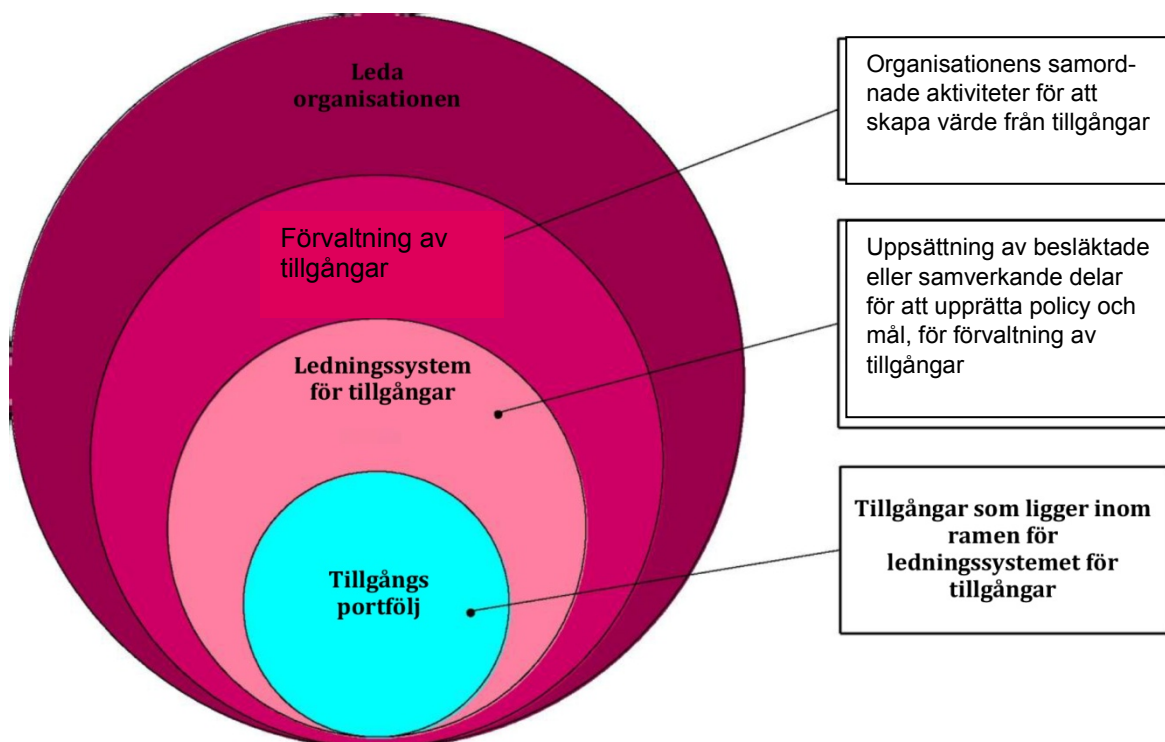 Leda
organisationen
Förvaltning av
tillgångar
Ledningssystem
för tillgångar
Tillgångs
portfölj
Organisationens samord-
nade aktiviteter för att
skapa värde från tillgångar
Uppsättning av besläktade
eller samverkande delar
för att upprätta policy och
mål, för förvaltning av
tillgångar
Tillgångar som ligger inom
ramen för
ledningssystemet för
tillgångar